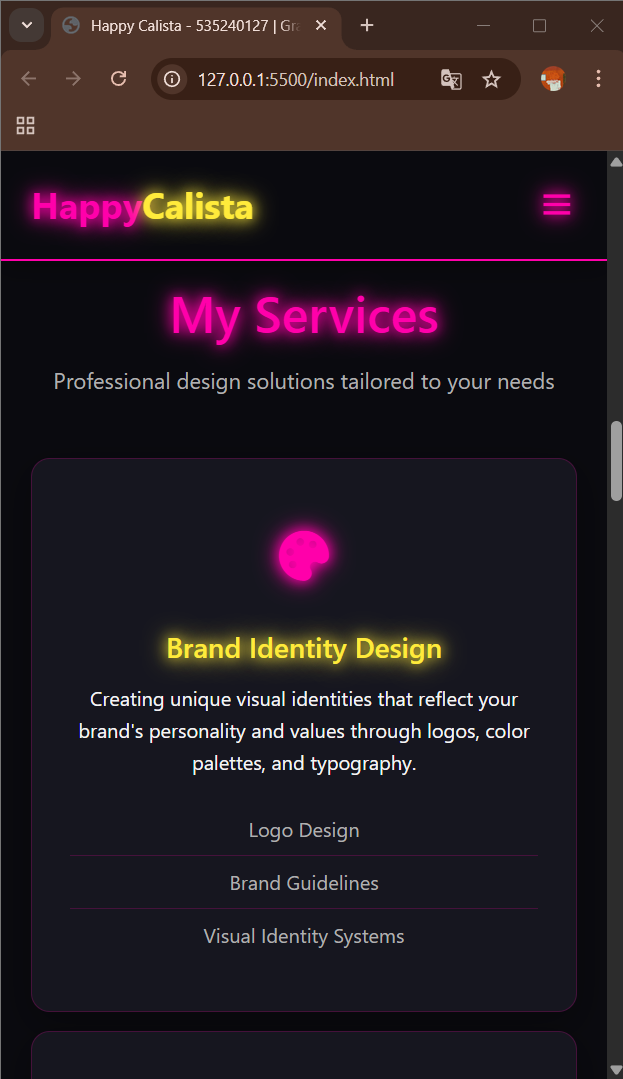 Happy Calista - 535240127 | Gra
127.0.0.1:5500/index.html
HappyCalista
My Services
Professional design solutions tailored to your needs
Brand Identity Design
Creating unique visual identities that reflect your
brand's personality and values through logos, color
palettes, and typography.
Logo Design
Brand Guidelines
Visual Identity Systems